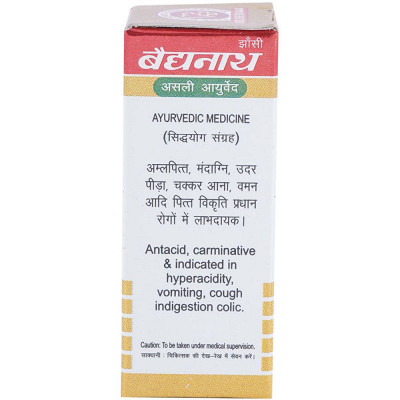 झाँसी
बैद्यनाथ
असली आयुर्वेद
AYURVEDIC MEDICINE
(सिद्धयोग संग्रह)
अम्लपित्त, मंदाग्नि, उदर
पीड़ा, चक्कर आना, वमन
आदि पित्त विकृति प्रधान
रोगों में लाभदायक।
Antacid, carminative
& indicated in
hyperacidity,
vomiting, cough
indigestion colic.
Caution: To be taken under medical supervision.
सावधानी : चिकित्सक की रेख-रेख में सेवन करें।